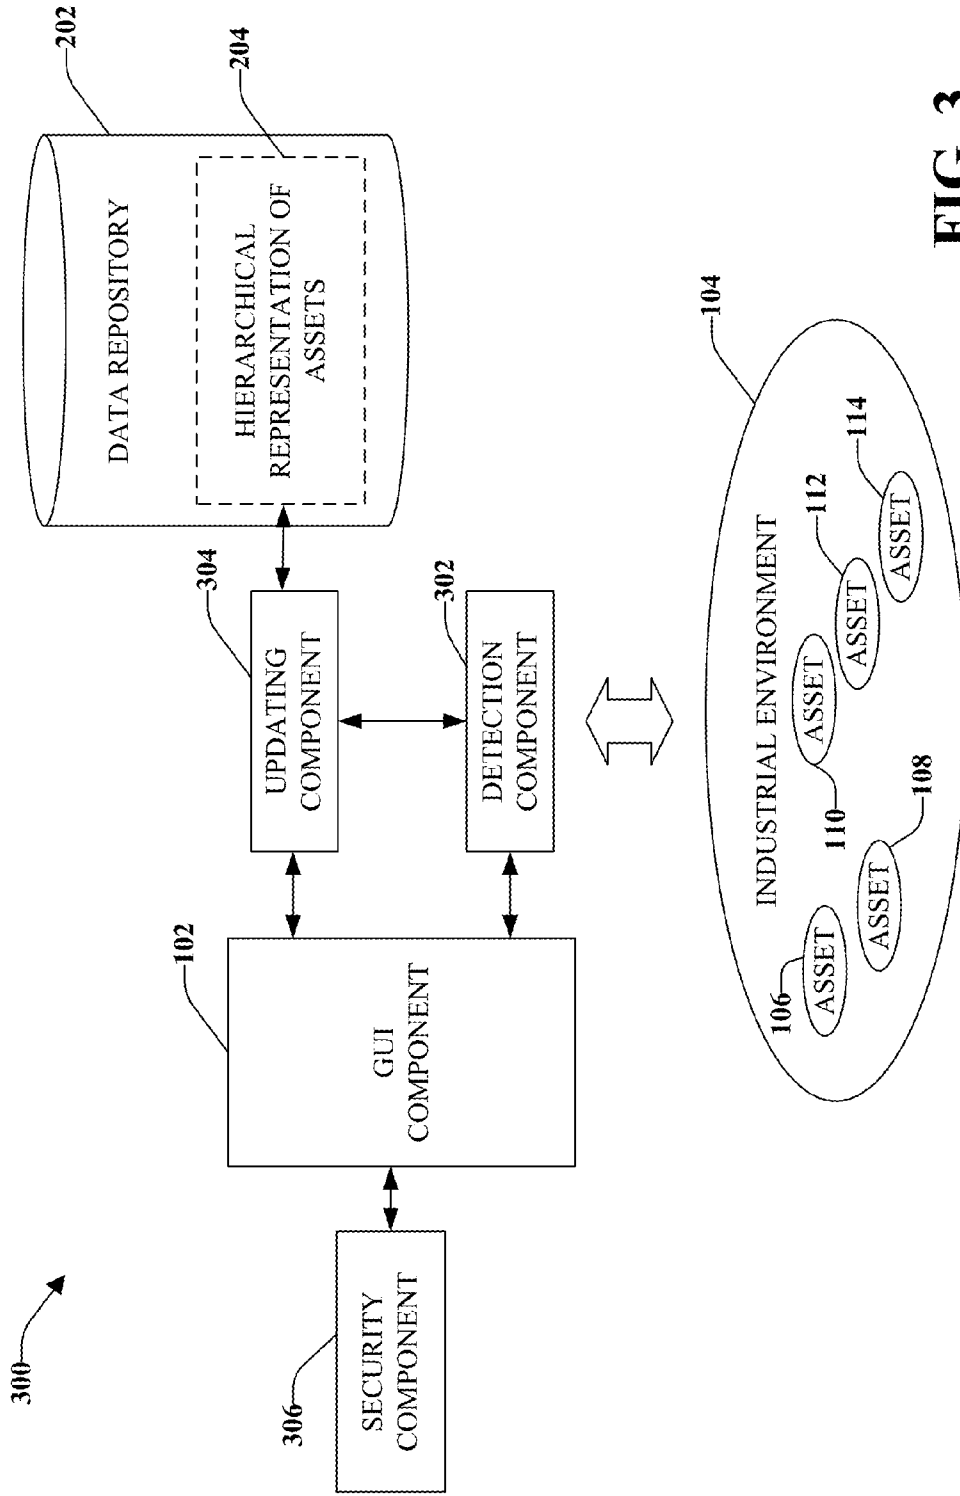 300
202
DATA REPOSITORY
204
HIERARCHICAL
REPRESENTATION OF
ASSETS
304
UPDATING
COMPONENT
302
DETECTION
COMPONENT
102
GUI
COMPONENT
306
SECURITY
COMPONENT
104
INDUSTRIAL ENVIRONMENT
106
ASSET
108
ASSET
110
ASSET
112
ASSET
114
ASSET
FIG. 3